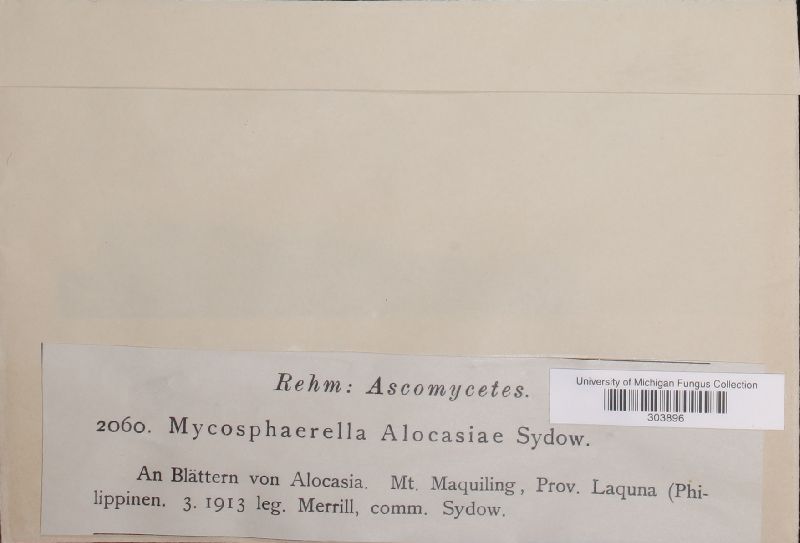 Rehm: Ascomycetes.
University of Michigan Fungus Collection
303896
2060. Mycosphaerella Alocasiae Sydow.
An Blättern von Alocasia. Mt. Maquiling, Prov. Laquna (Phi-
lippinen. 3. 1913 leg. Merrill, comm. Sydow.